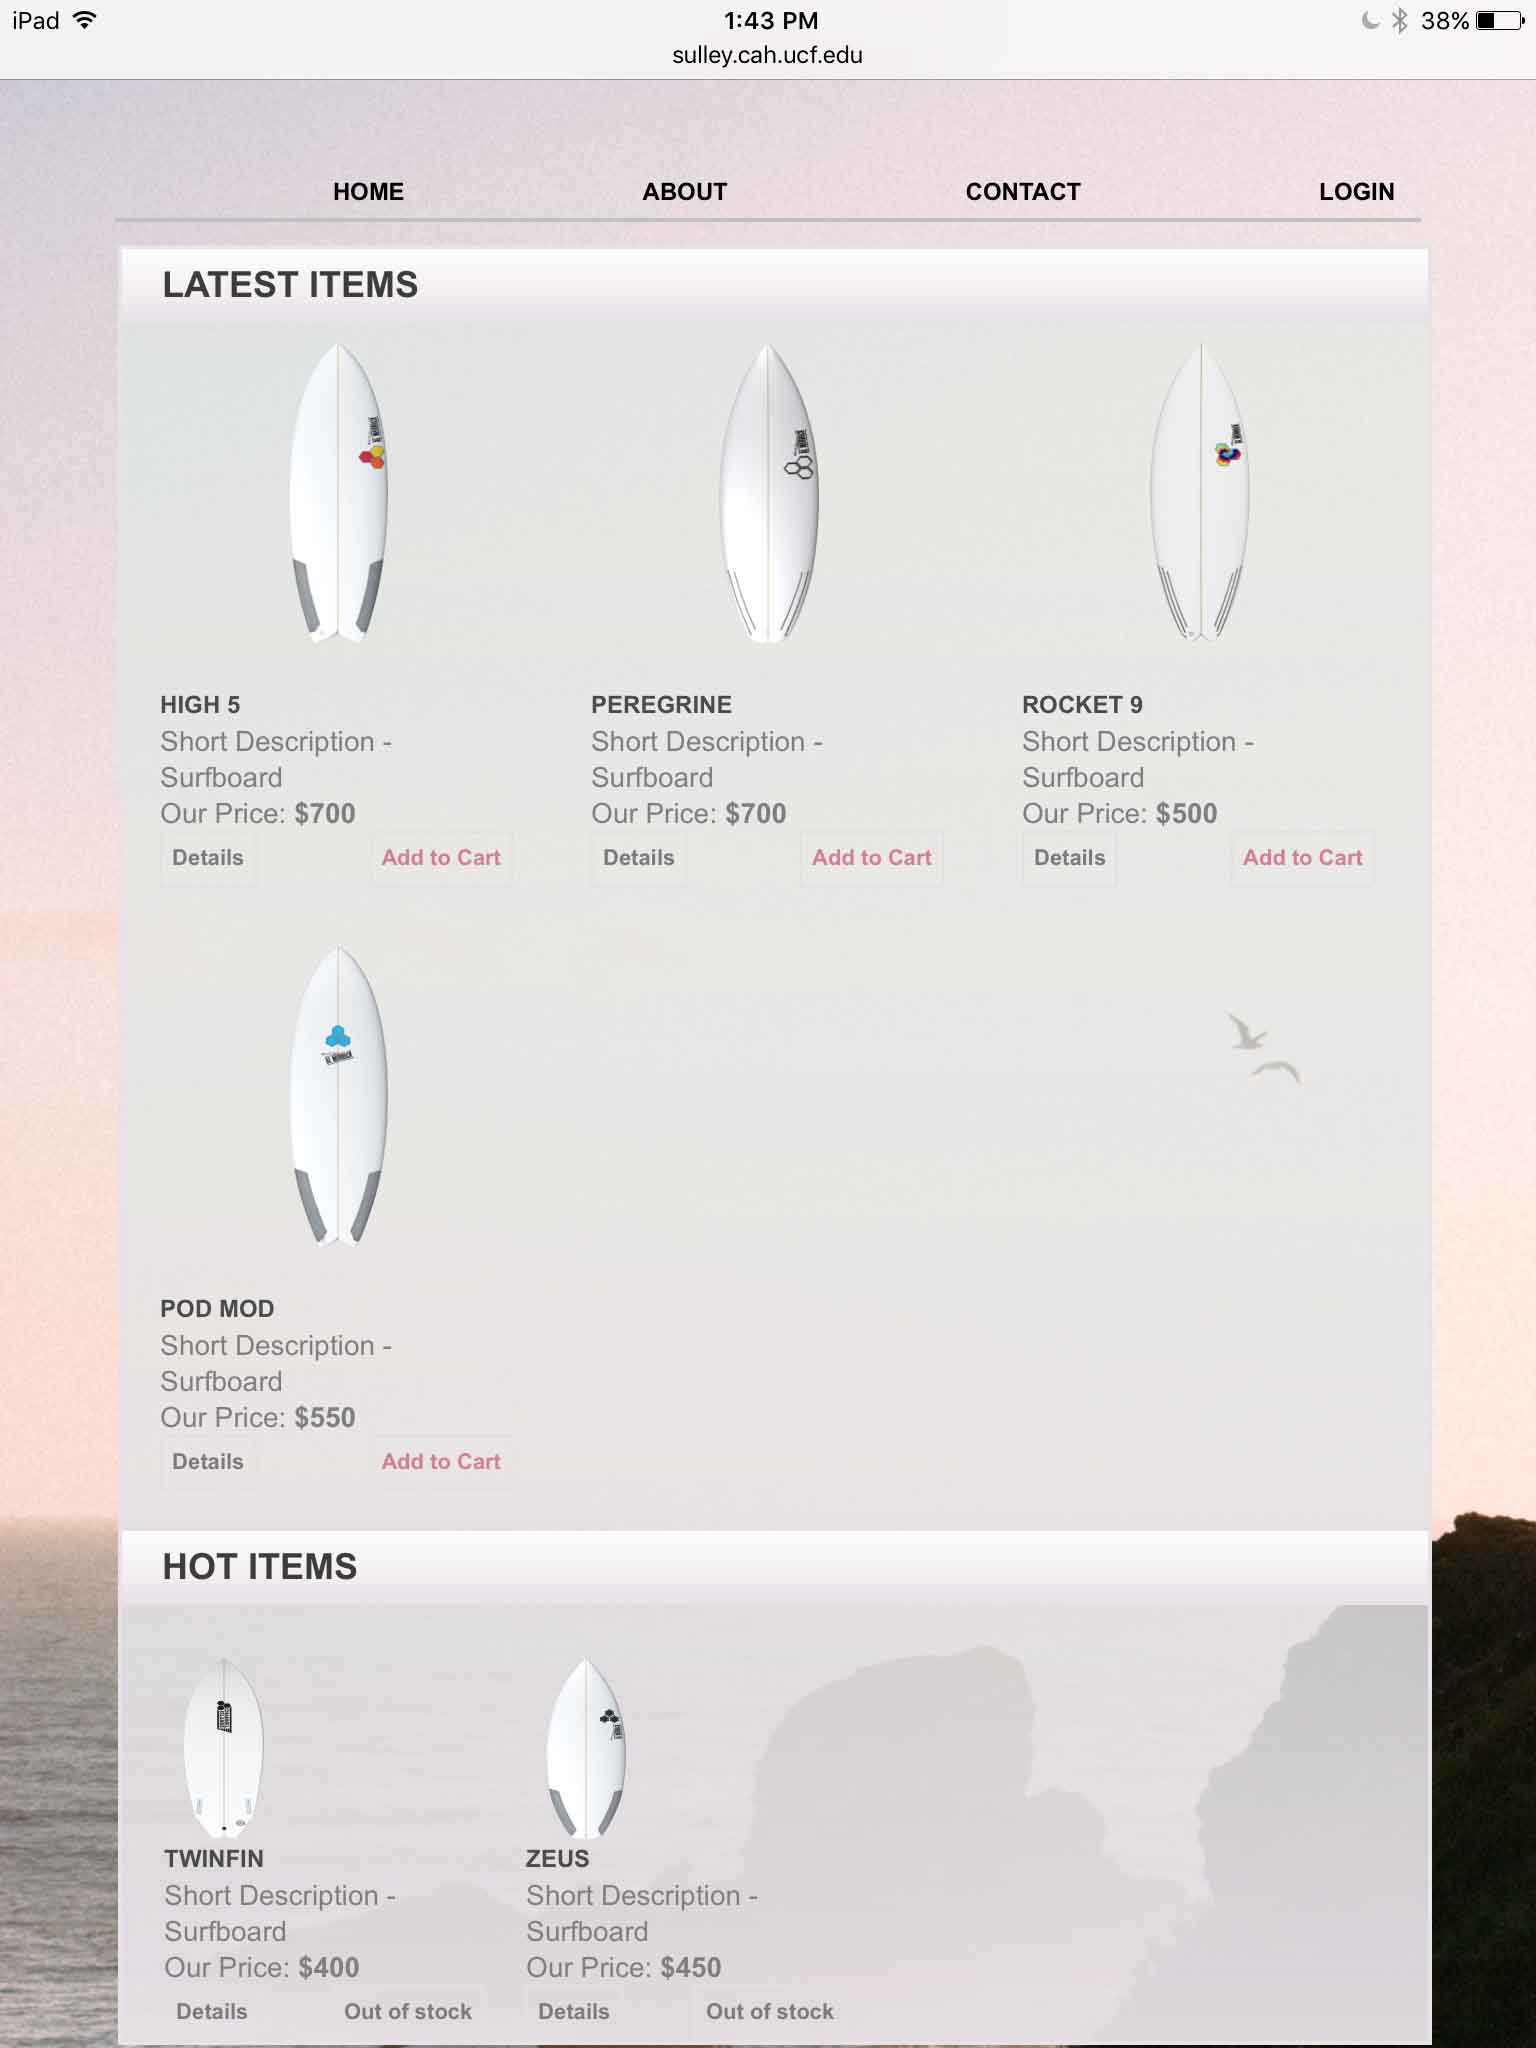 iPad 1:43 PM 38%
sulley.cah.ucf.edu
HOME ABOUT CONTACT LOGIN
LATEST ITEMS
HIGH 5 PEREGRINE ROCKET 9
Short Description - Short Description - Short Description -
Surfboard Surfboard Surfboard
Our Price: $700 Our Price: $700 Our Price: $500
Details Add to Cart Details Add to Cart Details Add to Cart
POD MOD
Short Description -
Surfboard
Our Price: $550
Details Add to Cart
HOT ITEMS
TWINFIN ZEUS
Short Description - Short Description -
Surfboard Surfboard
Our Price: $400 Our Price: $450
Details Out of stock Details Out of stock